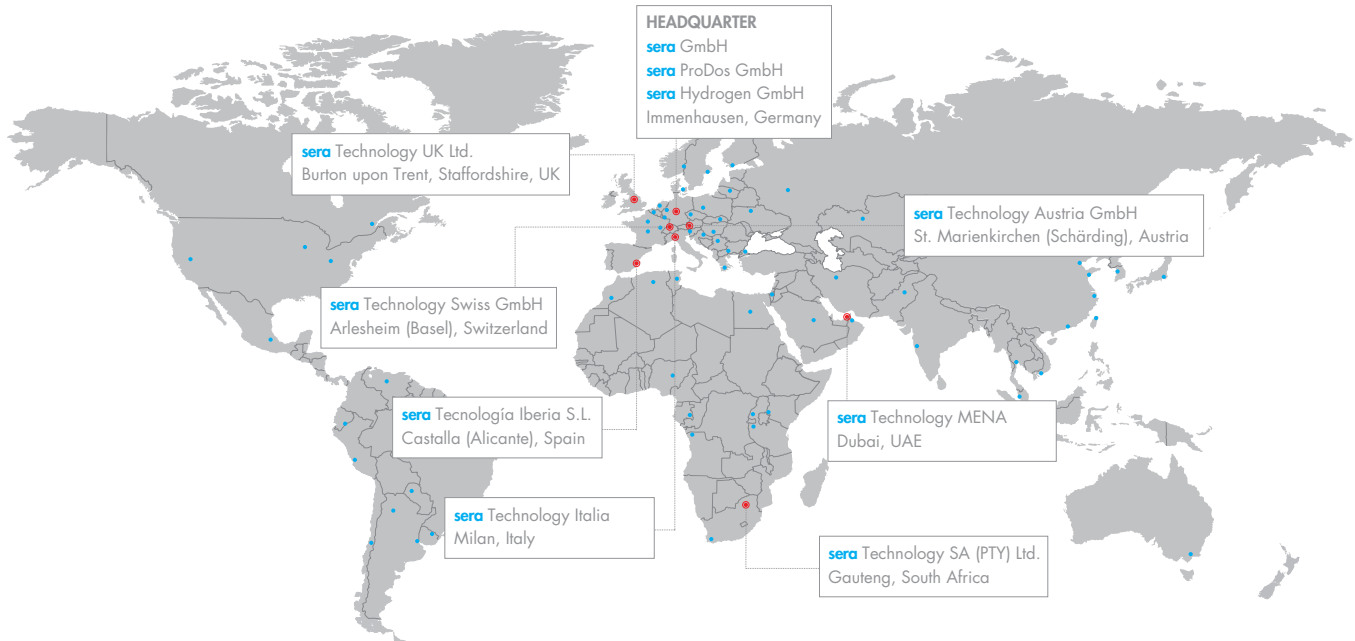 HEADQUARTER
sera GmbH
sera ProDos GmbH
sera Hydrogen GmbH
Immenhausen, Germany
sera Technology UK Ltd.
Burton upon Trent, Staffordshire, UK
sera Technology Austria GmbH
St. Marienkirchen (Schärding), Austria
sera Technology Swiss GmbH
Arlesheim (Basel), Switzerland
sera Tecnología Iberia S.L.
Castalla (Alicante), Spain
sera Technology MENA
Dubai, UAE
sera Technology Italia
Milan, Italy
sera Technology SA (PTY) Ltd.
Gauteng, South Africa